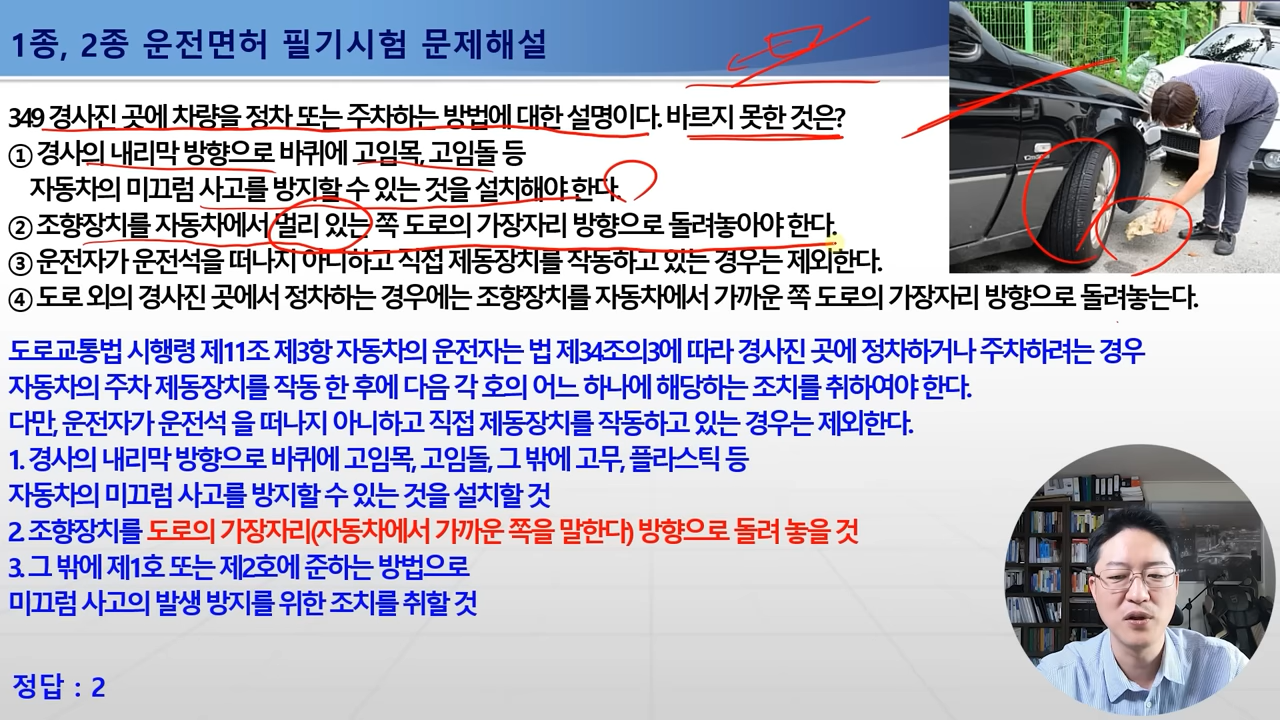 1종, 2종 운전면허 필기시험 문제해설
349 경사진 곳에 차량을 정차 또는 주차하는 방법에 대한 설명이다. 바르지 못한 것은?
① 경사의 내리막 방향으로 바퀴에 고임목, 고임돌 등
자동차의 미끄럼 사고를 방지할 수 있는 것을 설치해야 한다.
② 조향장치를 자동차에서 멀리 있는 쪽 도로의 가장자리 방향으로 돌려놓아야 한다.
③ 운전자가 운전석을 떠나지 아니하고 직접 제동장치를 작동하고 있는 경우는 제외한다.
④ 도로 외의 경사진 곳에서 정차하는 경우에는 조향장치를 자동차에서 가까운 쪽 도로의 가장자리 방향으로 돌려놓는다.
도로교통법 시행령 제11조 제3항 자동차의 운전자는 법 제34조의3에 따라 경사진 곳에 정차하거나 주차하려는 경우
자동차의 주차 제동장치를 작동 한 후에 다음 각 호의 어느 하나에 해당하는 조치를 취하여야 한다.
다만, 운전자가 운전석 을 떠나지 아니하고 직접 제동장치를 작동하고 있는 경우는 제외한다.
1. 경사의 내리막 방향으로 바퀴에 고임목, 고임돌, 그 밖에 고무, 플라스틱 등
자동차의 미끄럼 사고를 방지할 수 있는 것을 설치할 것
2. 조향장치를 도로의 가장자리(자동차에서 가까운 쪽을 말한다) 방향으로 돌려 놓을 것
3. 그 밖에 제1호 또는 제2호에 준하는 방법으로
미끄럼 사고의 발생 방지를 위한 조치를 취할 것
정답 : 2